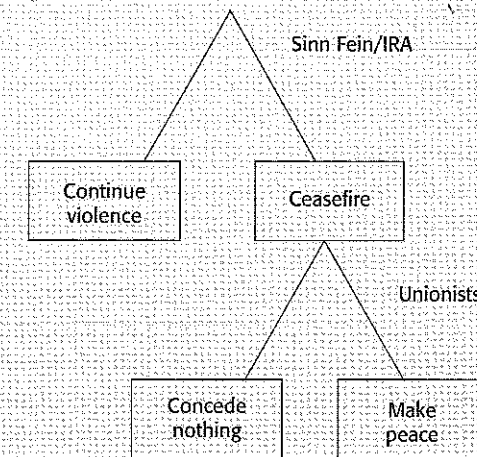 Sinn Fein/IRA
Continue
violence
Ceasefire
Unionists
Concede
nothing
Make
peace